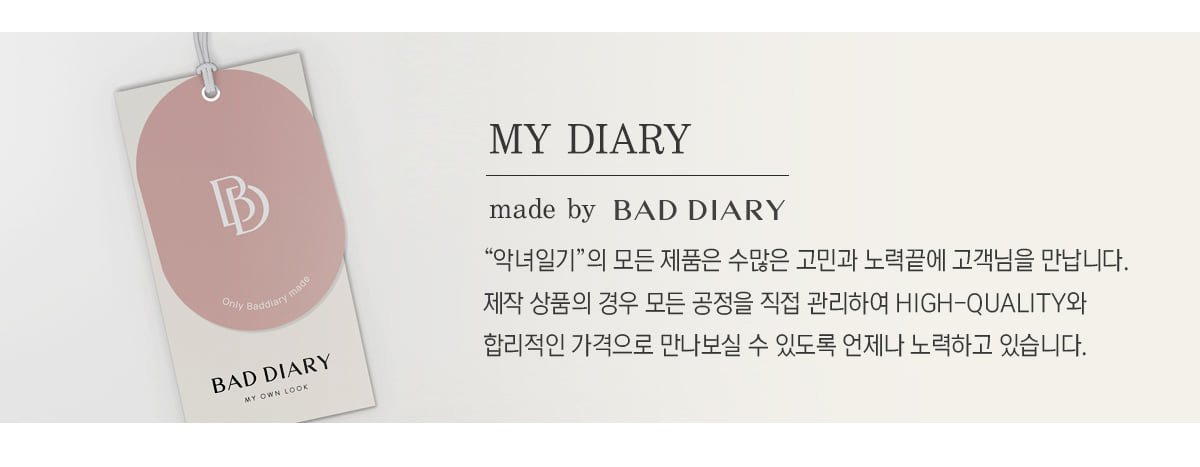 BD
Only Baddiary made
BAD DIARY
MY OWN LOOK
MY DIARY
made by BAD DIARY
“악녀일기”의 모든 제품은 수많은 고민과 노력끝에 고객님을 만납니다.
제작 상품의 경우 모든 공정을 직접 관리하여 HIGH-QUALITY와
합리적인 가격으로 만나보실 수 있도록 언제나 노력하고 있습니다.